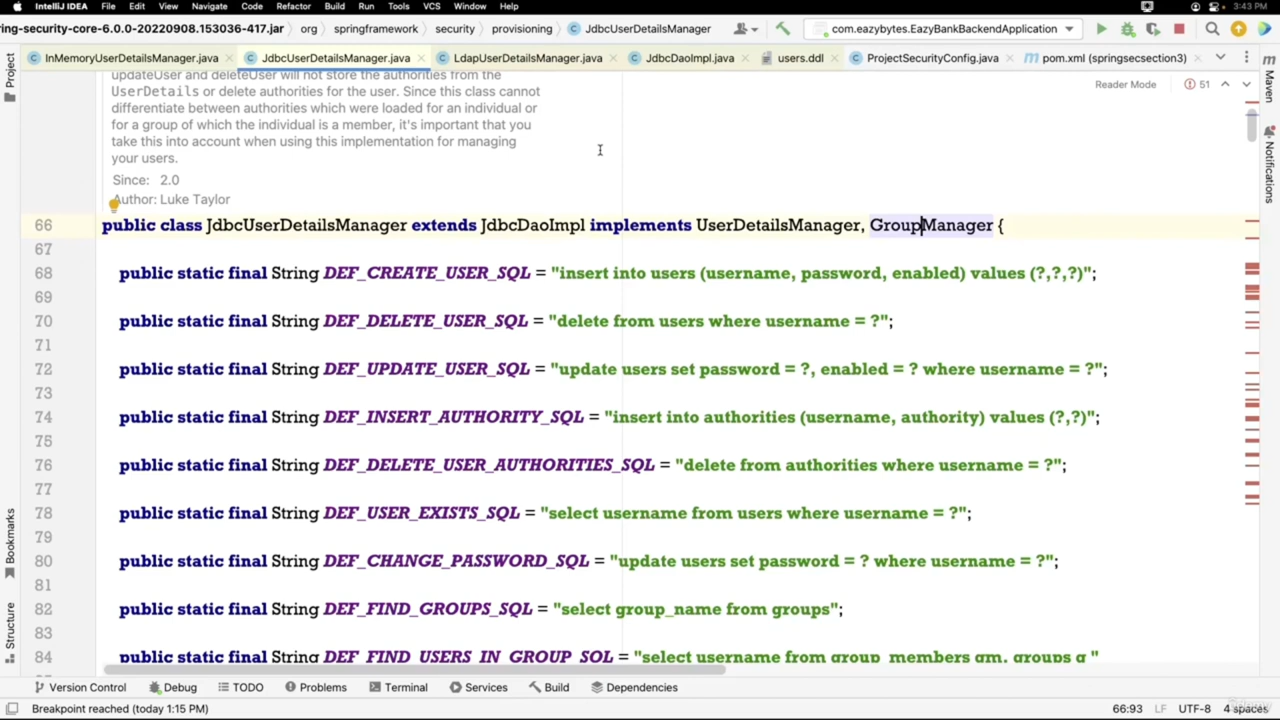 IntelliJ IDEA File Edit View Navigate Code Refactor Build Run Tools VCS Window Help 3:43 PM
ring-security-core-6.0.0-20220908.153036-417.jar org springframework security provisioning JdbcUserDetailsManager com.eazybytes.EazyBankBackendApplication
InMemoryUserDetailsManager.java JdbcUserDetailsManager.java LdapUserDetailsManager.java JdbcDaoImpl.java users.ddl ProjectSecurityConfig.java pom.xml (springsecsection3)
Project
Maven
Notifications
Bookmarks
Structure
Reader Mode 51
updateUser and deleteUser will not store the authorities from the
UserDetails or delete authorities for the user. Since this class cannot
differentiate between authorities which were loaded for an individual or
for a group of which the individual is a member, it's important that you
take this into account when using this implementation for managing
your users.
Since: 2.0
Author: Luke Taylor
66 public class JdbcUserDetailsManager extends JdbcDaoImpl implements UserDetailsManager, GroupManager {
67
68 public static final String DEF_CREATE_USER_SQL = "insert into users (username, password, enabled) values (?,?,?)";
69
70 public static final String DEF_DELETE_USER_SQL = "delete from users where username = ?";
71
72 public static final String DEF_UPDATE_USER_SQL = "update users set password = ?, enabled = ? where username = ?";
73
74 public static final String DEF_INSERT_AUTHORITY_SQL = "insert into authorities (username, authority) values (?,?)";
75
76 public static final String DEF_DELETE_USER_AUTHORITIES_SQL = "delete from authorities where username = ?";
77
78 public static final String DEF_USER_EXISTS_SQL = "select username from users where username = ?";
79
80 public static final String DEF_CHANGE_PASSWORD_SQL = "update users set password = ? where username = ?";
81
82 public static final String DEF_FIND_GROUPS_SQL = "select group_name from groups";
83
84 public static final String DEF_FIND_USERS_IN_GROUP_SQL = "select username from group_members gm, groups g "
Version Control Debug TODO Problems Terminal Services Build Dependencies
Breakpoint reached (today 1:15 PM) 66:93 LF UTF-8 4 spaces